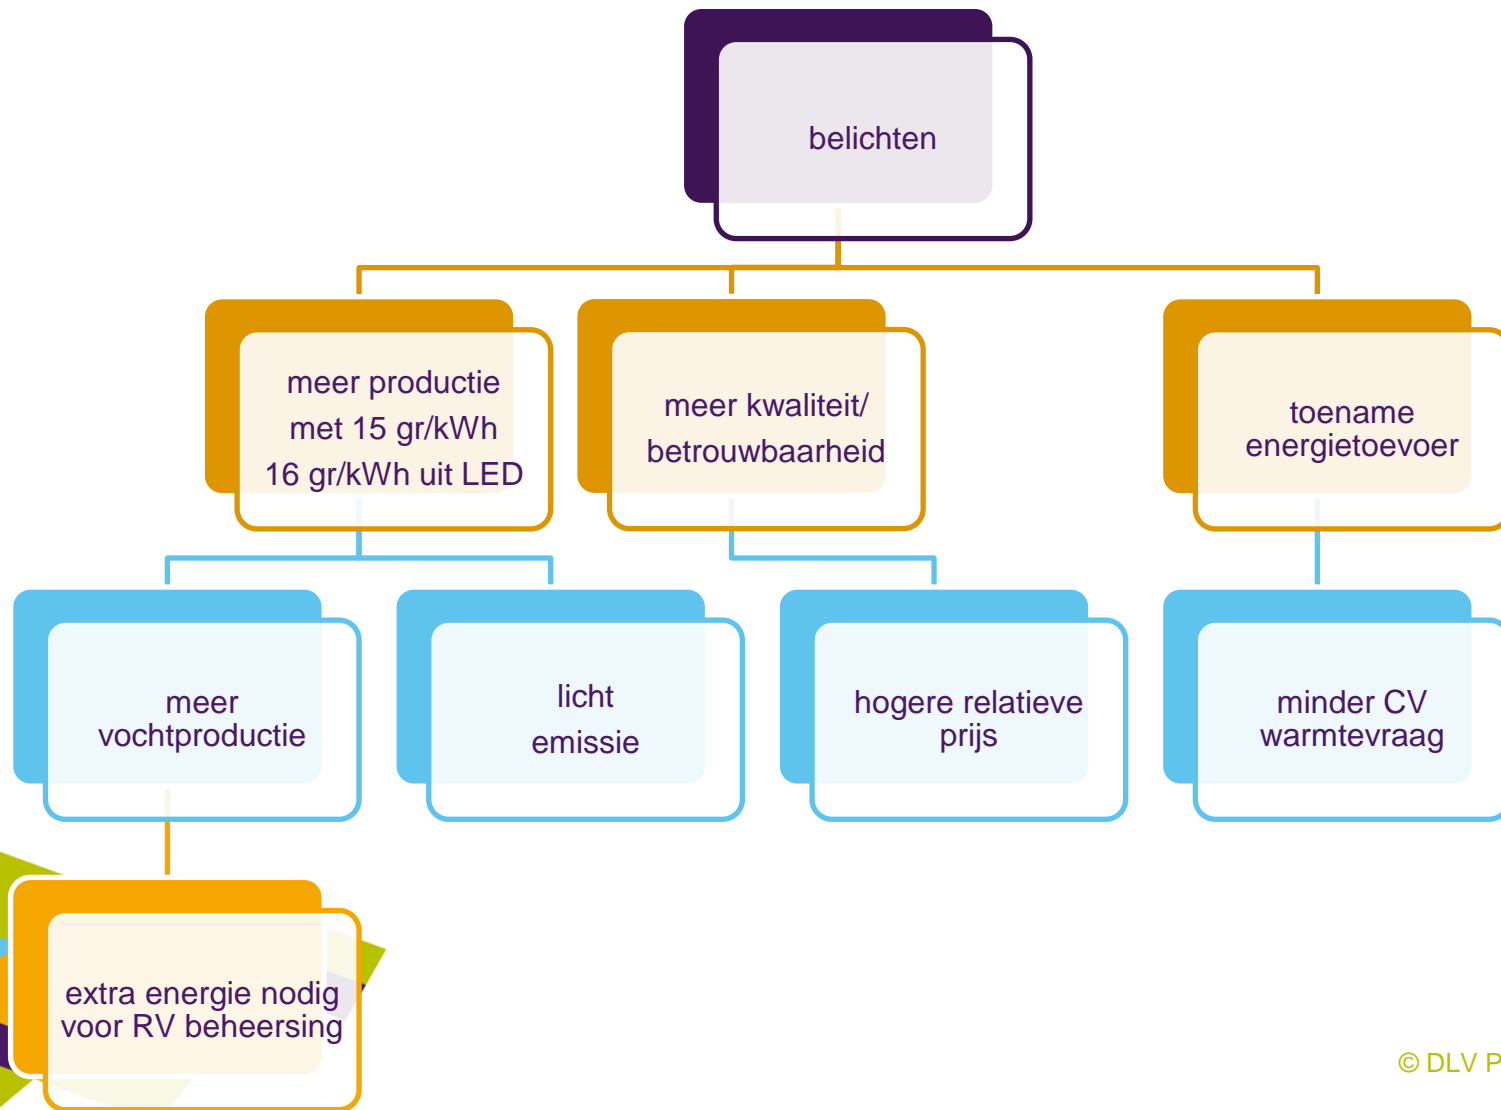 belichten
meer productie
met 15 gr/kWh
16 gr/kWh uit LED
meer kwaliteit/
betrouwbaarheid
toename
energietoevoer
meer
vochtproductie
licht
emissie
hogere relatieve
prijs
minder CV
warmtevraag
extra energie nodig
voor RV beheersing
© DLV P